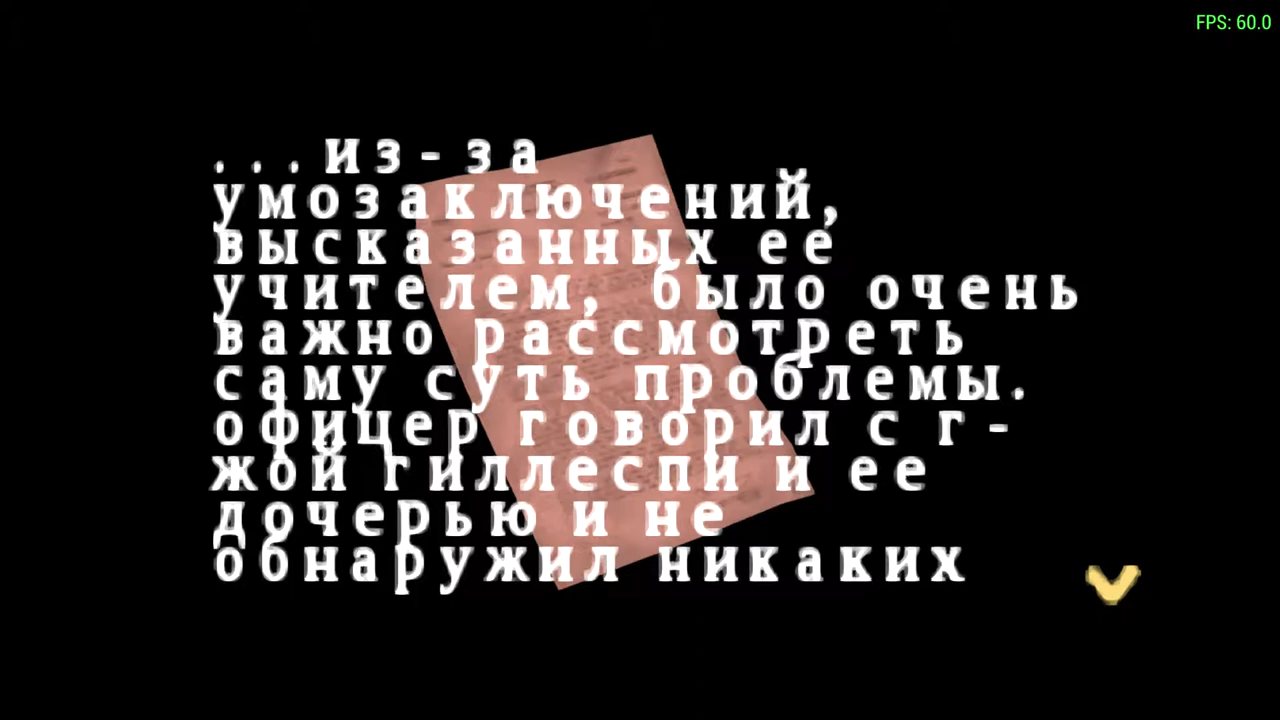 FPS: 60.0
...из-за
умозаключений,
высказанных ее
учителем, было очень
важно рассмотреть
саму суть проблемы.
офицер говорил с г-
жой гиллеспи и ее
дочерью и не
обнаружил никаких